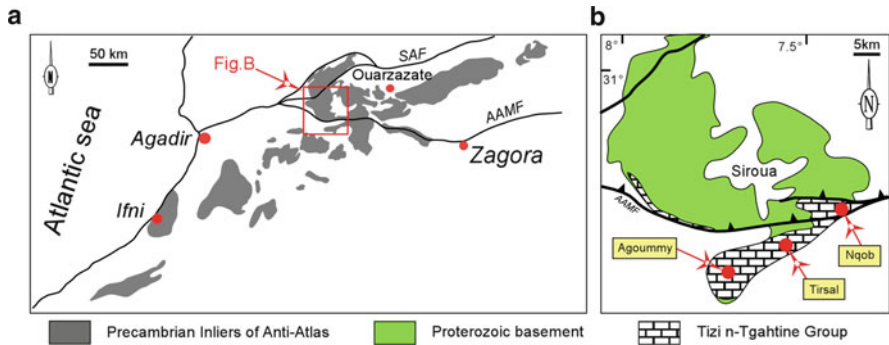 a
50 km
N
Fig.B
SAF
Ouarzazate
AAMF
Agadir
Zagora
Atlantic sea
Ifni
b
8°
7.5°
5km
31°
N
Siroua
AAMF
Agoummy
Nqob
Tirsal
Precambrian Inliers of Anti-Atlas
Proterozoic basement
Tizi n-Tgahtine Group